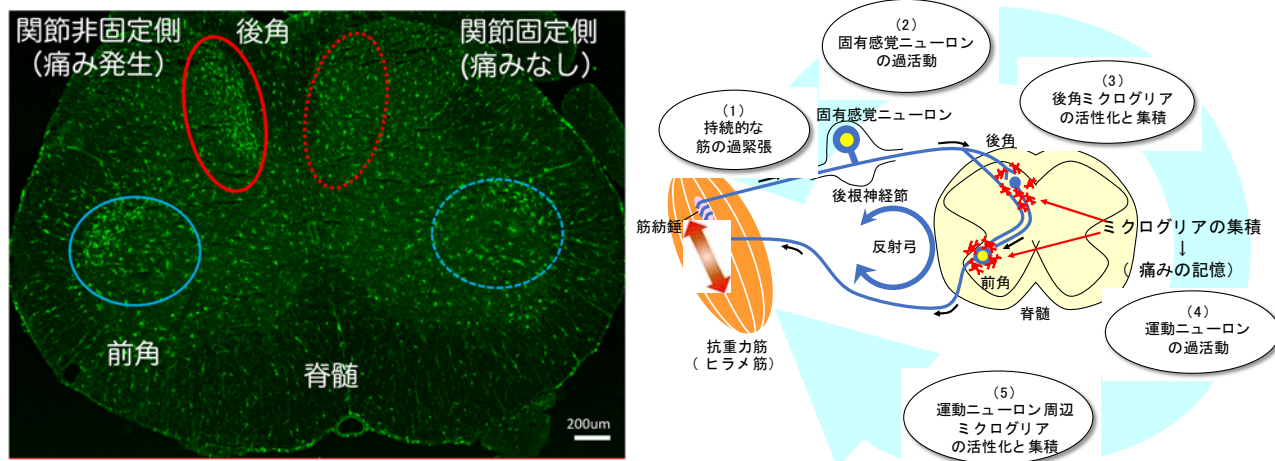 関節非固定側
（痛み発生）
後角
関節固定側
(痛みなし)
前角
脊髄
200um
（1）
持続的な
筋の過緊張
（2）
固有感覚ニューロン
の過活動
（3）
後角ミクログリア
の活性化と集積
固有感覚ニューロン
後角
後根神経節
筋紡錘
反射弓
ミクログリアの集積
↓
（ 痛みの記憶）
前角
脊髄
（4）
運動ニューロン
の過活動
抗重力筋
（ ヒラメ筋）
（5）
運動ニューロン周辺
ミクログリア
の活性化と集積